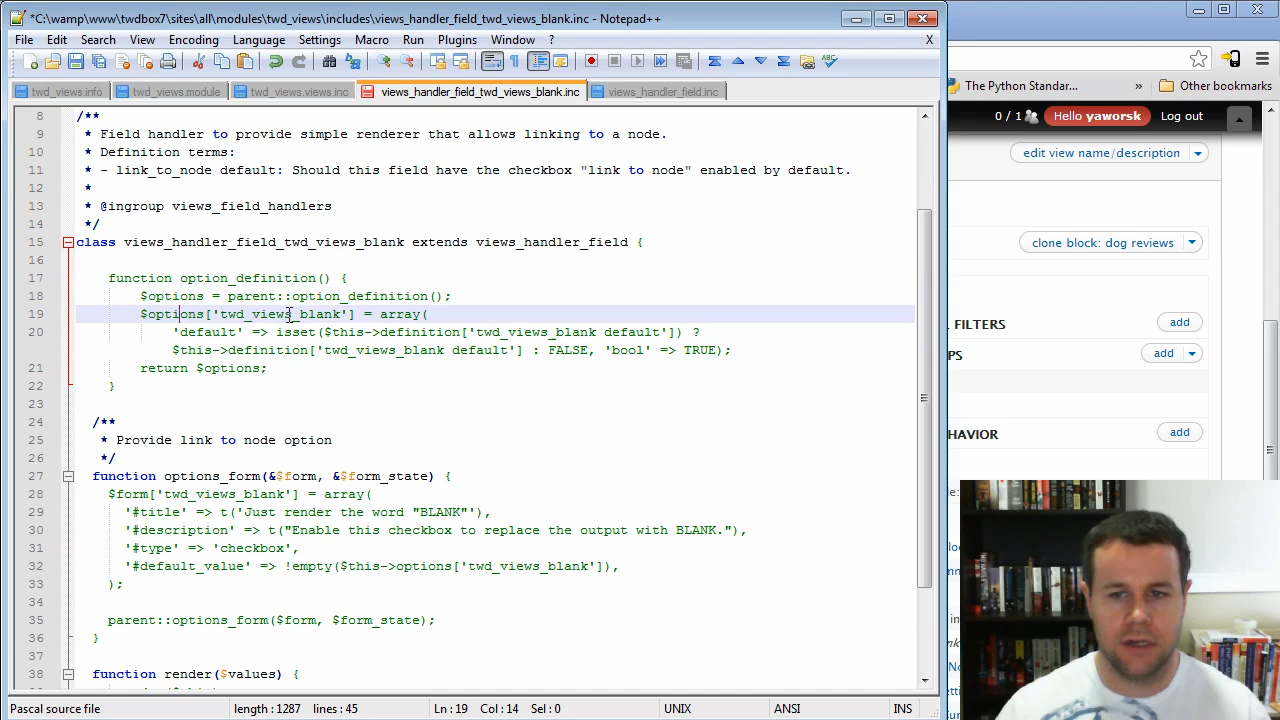 *C:\wamp\www\twdbox7\sites\all\modules\twd_views\includes\views_handler_field_twd_views_blank.inc - Notepad++
File Edit Search View Encoding Language Settings Macro Run Plugins Window ? X
twd_views.info twd_views.module twd_views.views.inc views_handler_field_twd_views_blank.inc views_handler_field.inc
8 /**
9 * Field handler to provide simple renderer that allows linking to a node.
10 * Definition terms:
11 * - link_to_node default: Should this field have the checkbox "link to node" enabled by default.
12 *
13 * @ingroup views_field_handlers
14 */
15 class views_handler_field_twd_views_blank extends views_handler_field {
16
17 function option_definition() {
18 $options = parent::option_definition();
19 $options['twd_views_blank'] = array(
20 'default' => isset($this->definition['twd_views_blank default']) ?
$this->definition['twd_views_blank default'] : FALSE, 'bool' => TRUE);
21 return $options;
22 }
23
24 /**
25 * Provide link to node option
26 */
27 function options_form(&$form, &$form_state) {
28 $form['twd_views_blank'] = array(
29 '#title' => t('Just render the word "BLANK"'),
30 '#description' => t("Enable this checkbox to replace the output with BLANK."),
31 '#type' => 'checkbox',
32 '#default_value' => !empty($this->options['twd_views_blank']),
33 );
34
35 parent::options_form($form, $form_state);
36 }
37
38 function render($values) {
Pascal source file length : 1287 lines : 45 Ln : 19 Col : 14 Sel : 0 UNIX ANSI INS
The Python Standar... » Other bookmarks
0 / 1 Hello yaworsk Log out
edit view name/description
clone block: dog reviews
FILTERS add
PS add
HAVIOR add